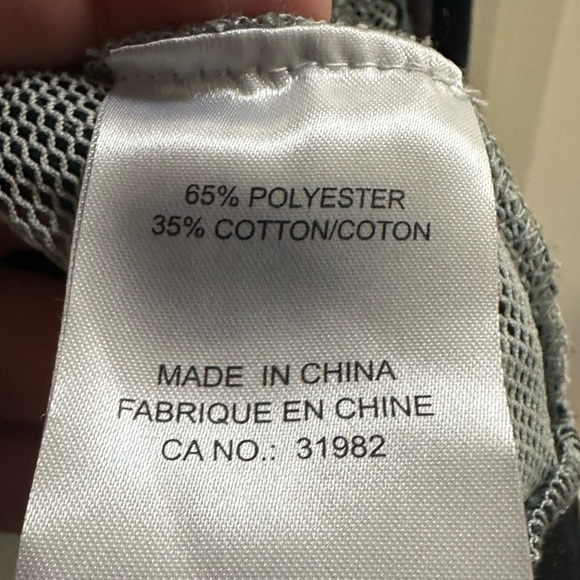 65% POLYESTER
35% COTTON/COTON
MADE IN CHINA
FABRIQUE EN CHINE
CA NO.: 31982